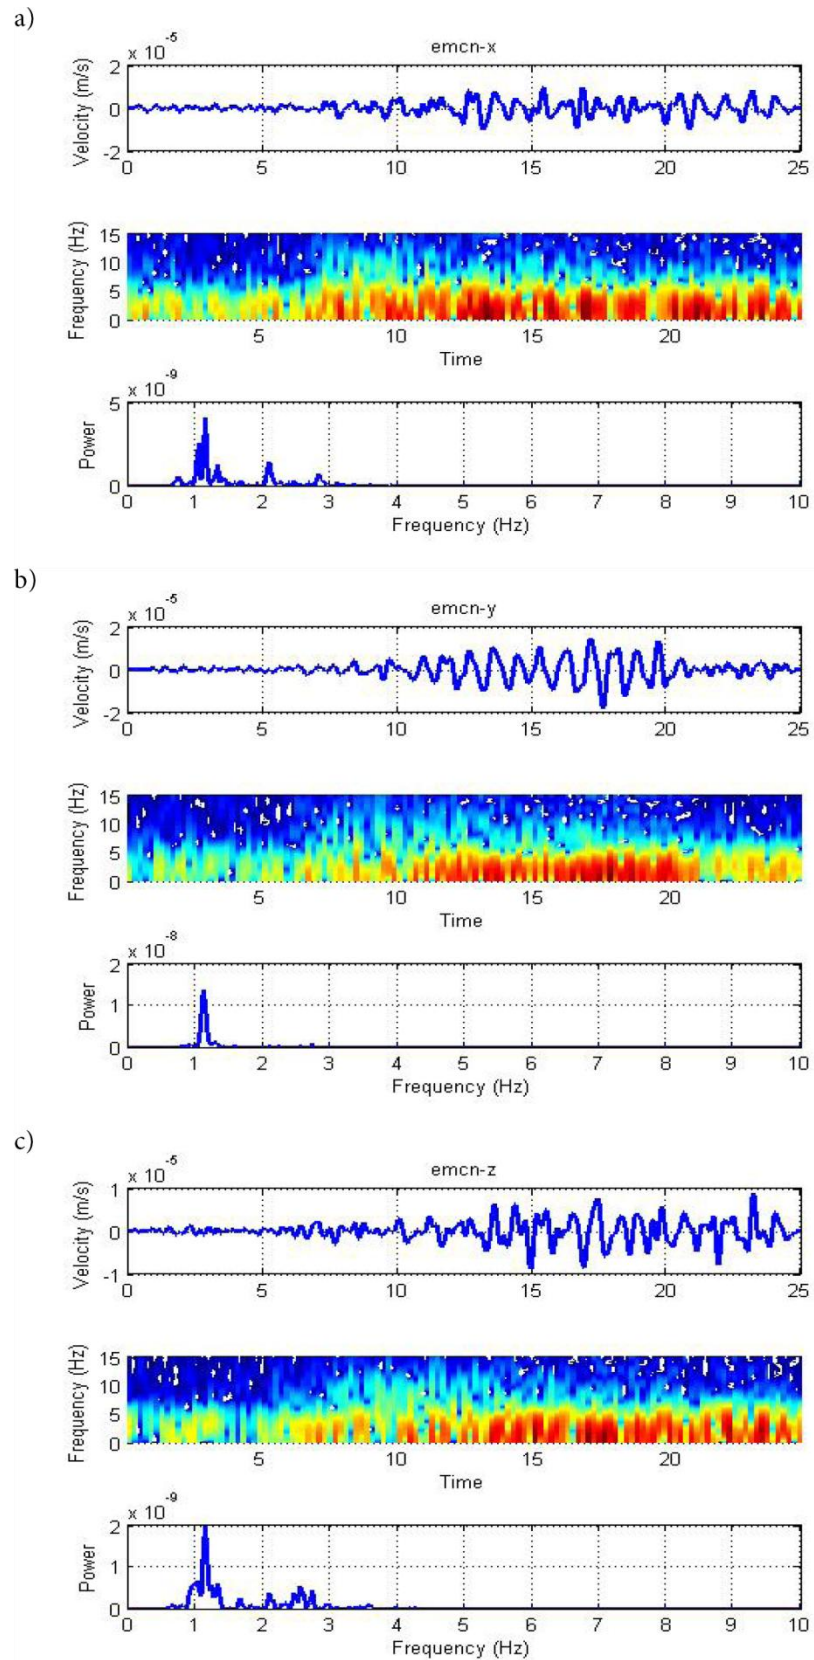 a)
x 10^-5
emcn-x
Velocity (m/s)
2
0
-2
0 5 10 15 20 25
Frequency (Hz)
15
10
5
0
5 10 15 20
Time
x 10^-9
Power
5
0
0 1 2 3 4 5 6 7 8 9 10
Frequency (Hz)
b)
x 10^-5
emcn-y
Velocity (m/s)
2
0
-2
0 5 10 15 20 25
Frequency (Hz)
15
10
5
0
5 10 15 20
Time
x 10^-8
Power
2
1
0
0 1 2 3 4 5 6 7 8 9 10
Frequency (Hz)
c)
x 10^-5
emcn-z
Velocity (m/s)
1
0
-1
0 5 10 15 20 25
Frequency (Hz)
15
10
5
0
5 10 15 20
Time
x 10^-9
Power
2
1
0
0 1 2 3 4 5 6 7 8 9 10
Frequency (Hz)